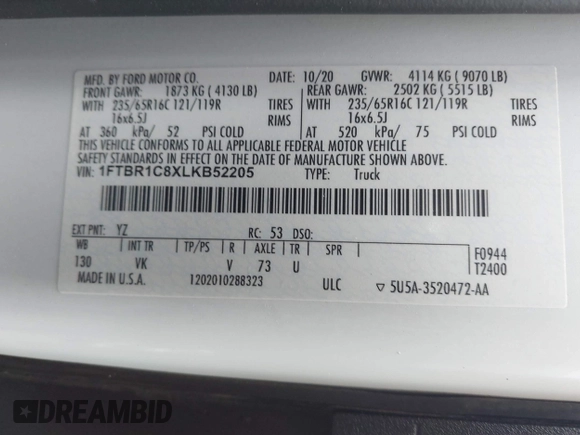 MFD. BY FORD MOTOR CO. DATE: 10/20 GVWR: 4114 KG ( 9070 LB)
FRONT GAWR: 1873 KG ( 4130 LB) REAR GAWR: 2502 KG ( 5515 LB)
WITH 235/65R16C 121/119R TIRES WITH 235/65R16C 121/119R TIRES
16x6.5J RIMS 16x6.5J RIMS
AT 360 kPa/ 52 PSI COLD AT 520 kPa/ 75 PSI COLD
THIS VEHICLE CONFORMS TO ALL APPLICABLE FEDERAL MOTOR VEHICLE
SAFETY STANDARDS IN EFFECT ON THE DATE OF MANUFACTURE SHOWN ABOVE.
VIN: 1FTBR1C8XLKB52205 TYPE: Truck
EXT PNT: YZ RC: 53 DSO:
WB INT TR TP/PS R AXLE TR SPR F0944
130 VK V 73 U T2400
MADE IN U.S.A. 1202010288323 ULC ▽ 5U5A-3520472-AA
DREAMBID